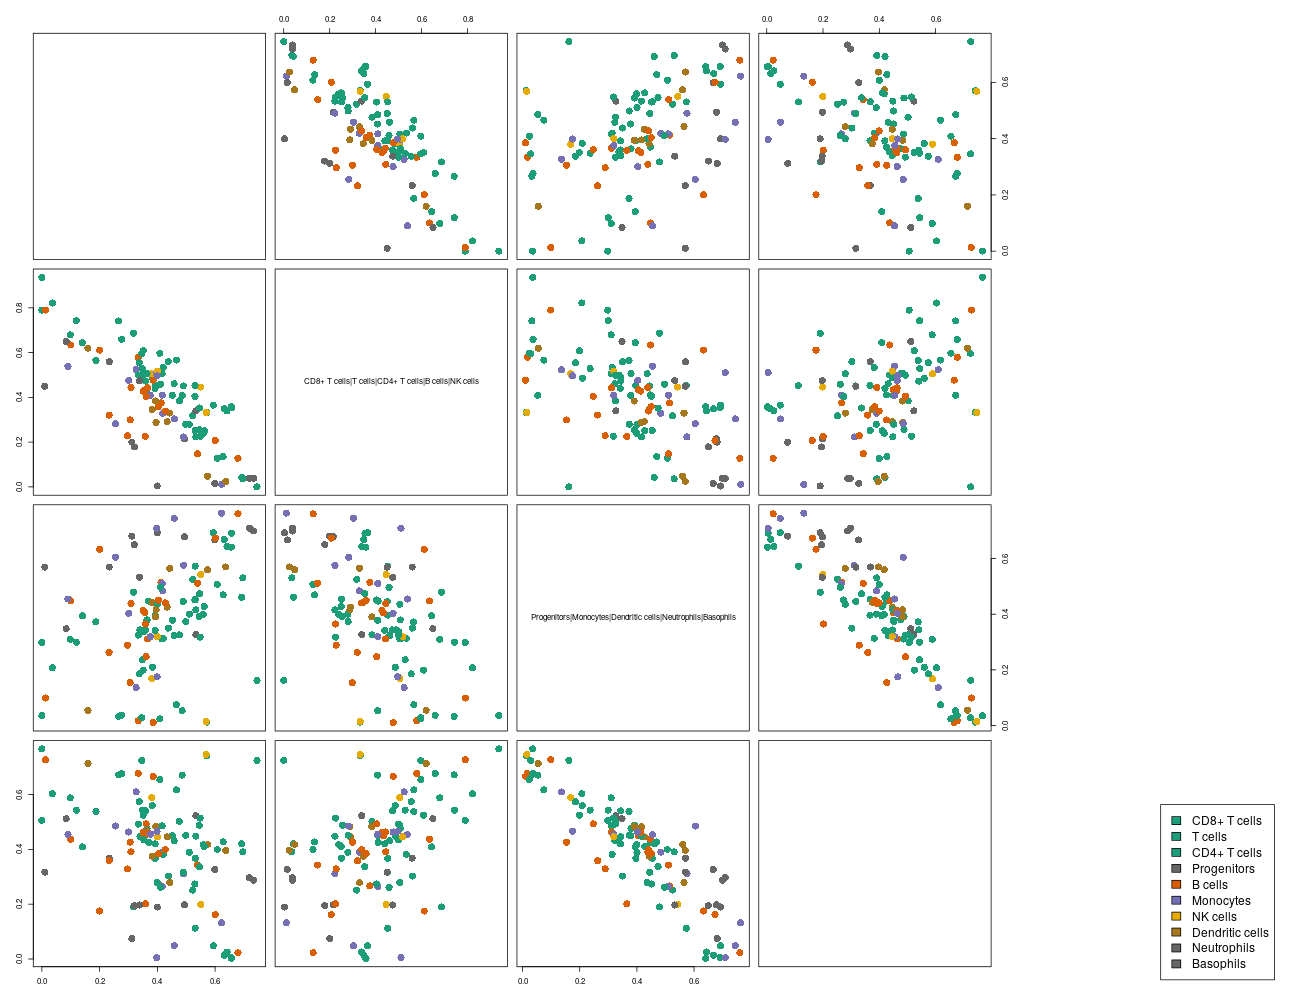 0.0 0.2 0.4 0.6 0.8
0.0 0.2 0.4 0.6
0.0 0.2 0.4 0.6
CD8+ T cells|T cells|CD4+ T cells|B cells|NK cells
0.0 0.2 0.4 0.6 0.8
Progenitors|Monocytes|Dendritic cells|Neutrophils|Basophils
0.0 0.2 0.4 0.6
0.0 0.2 0.4 0.6
0.0 0.2 0.4 0.6
0.0 0.2 0.4 0.6
CD8+ T cells
T cells
CD4+ T cells
Progenitors
B cells
Monocytes
NK cells
Dendritic cells
Neutrophils
Basophils